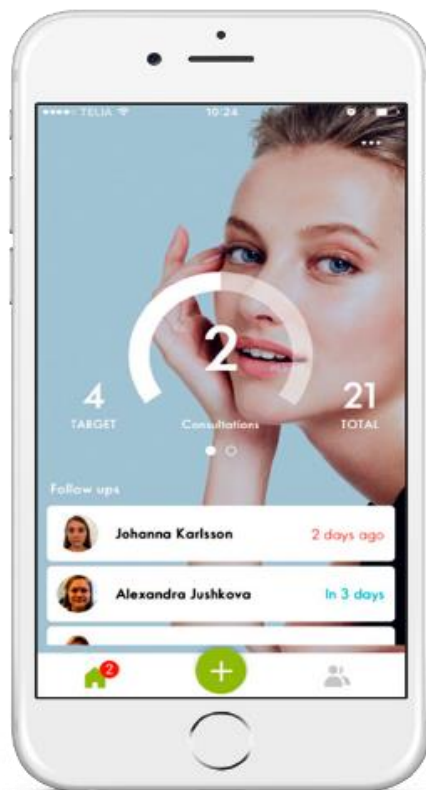 TELIA 10:24
2
4 21
TARGET Consultations TOTAL
Follow ups
Johanna Karlsson 2 days ago
Alexandra Jushkova In 3 days
2